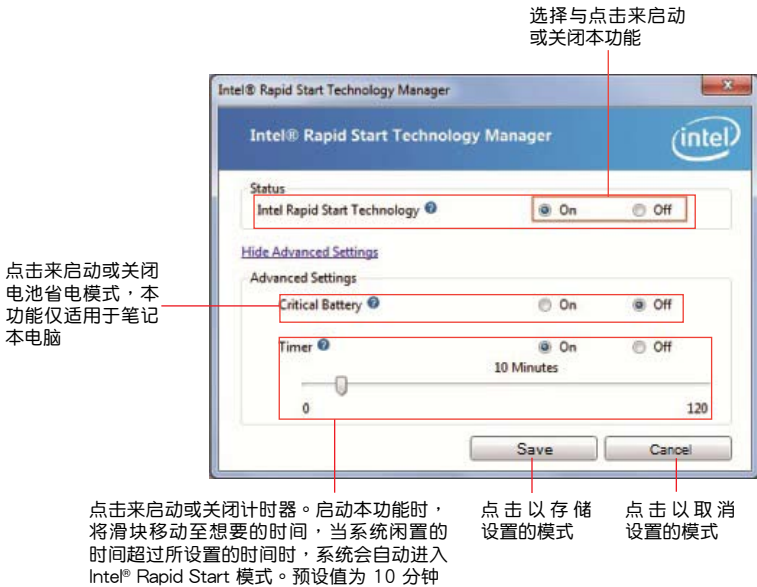 选择与点击来启动
或关闭本功能
Intel® Rapid Start Technology Manager
Intel® Rapid Start Technology Manager
intel
Status
Intel Rapid Start Technology ? On Off
Hide Advanced Settings
Advanced Settings
点击来启动或关闭
电池省电模式，本
功能仅适用于笔记
本电脑
Critical Battery ? On Off
Timer ? On Off
10 Minutes
0 120
Save Cancel
点击来启动或关闭计时器。启动本功能时，
将滑块移动至想要的时间，当系统闲置的
时间超过所设置的时间时，系统会自动进入
Intel® Rapid Start 模式。预设值为 10 分钟
点击以存储
设置的模式
点击以取消
设置的模式